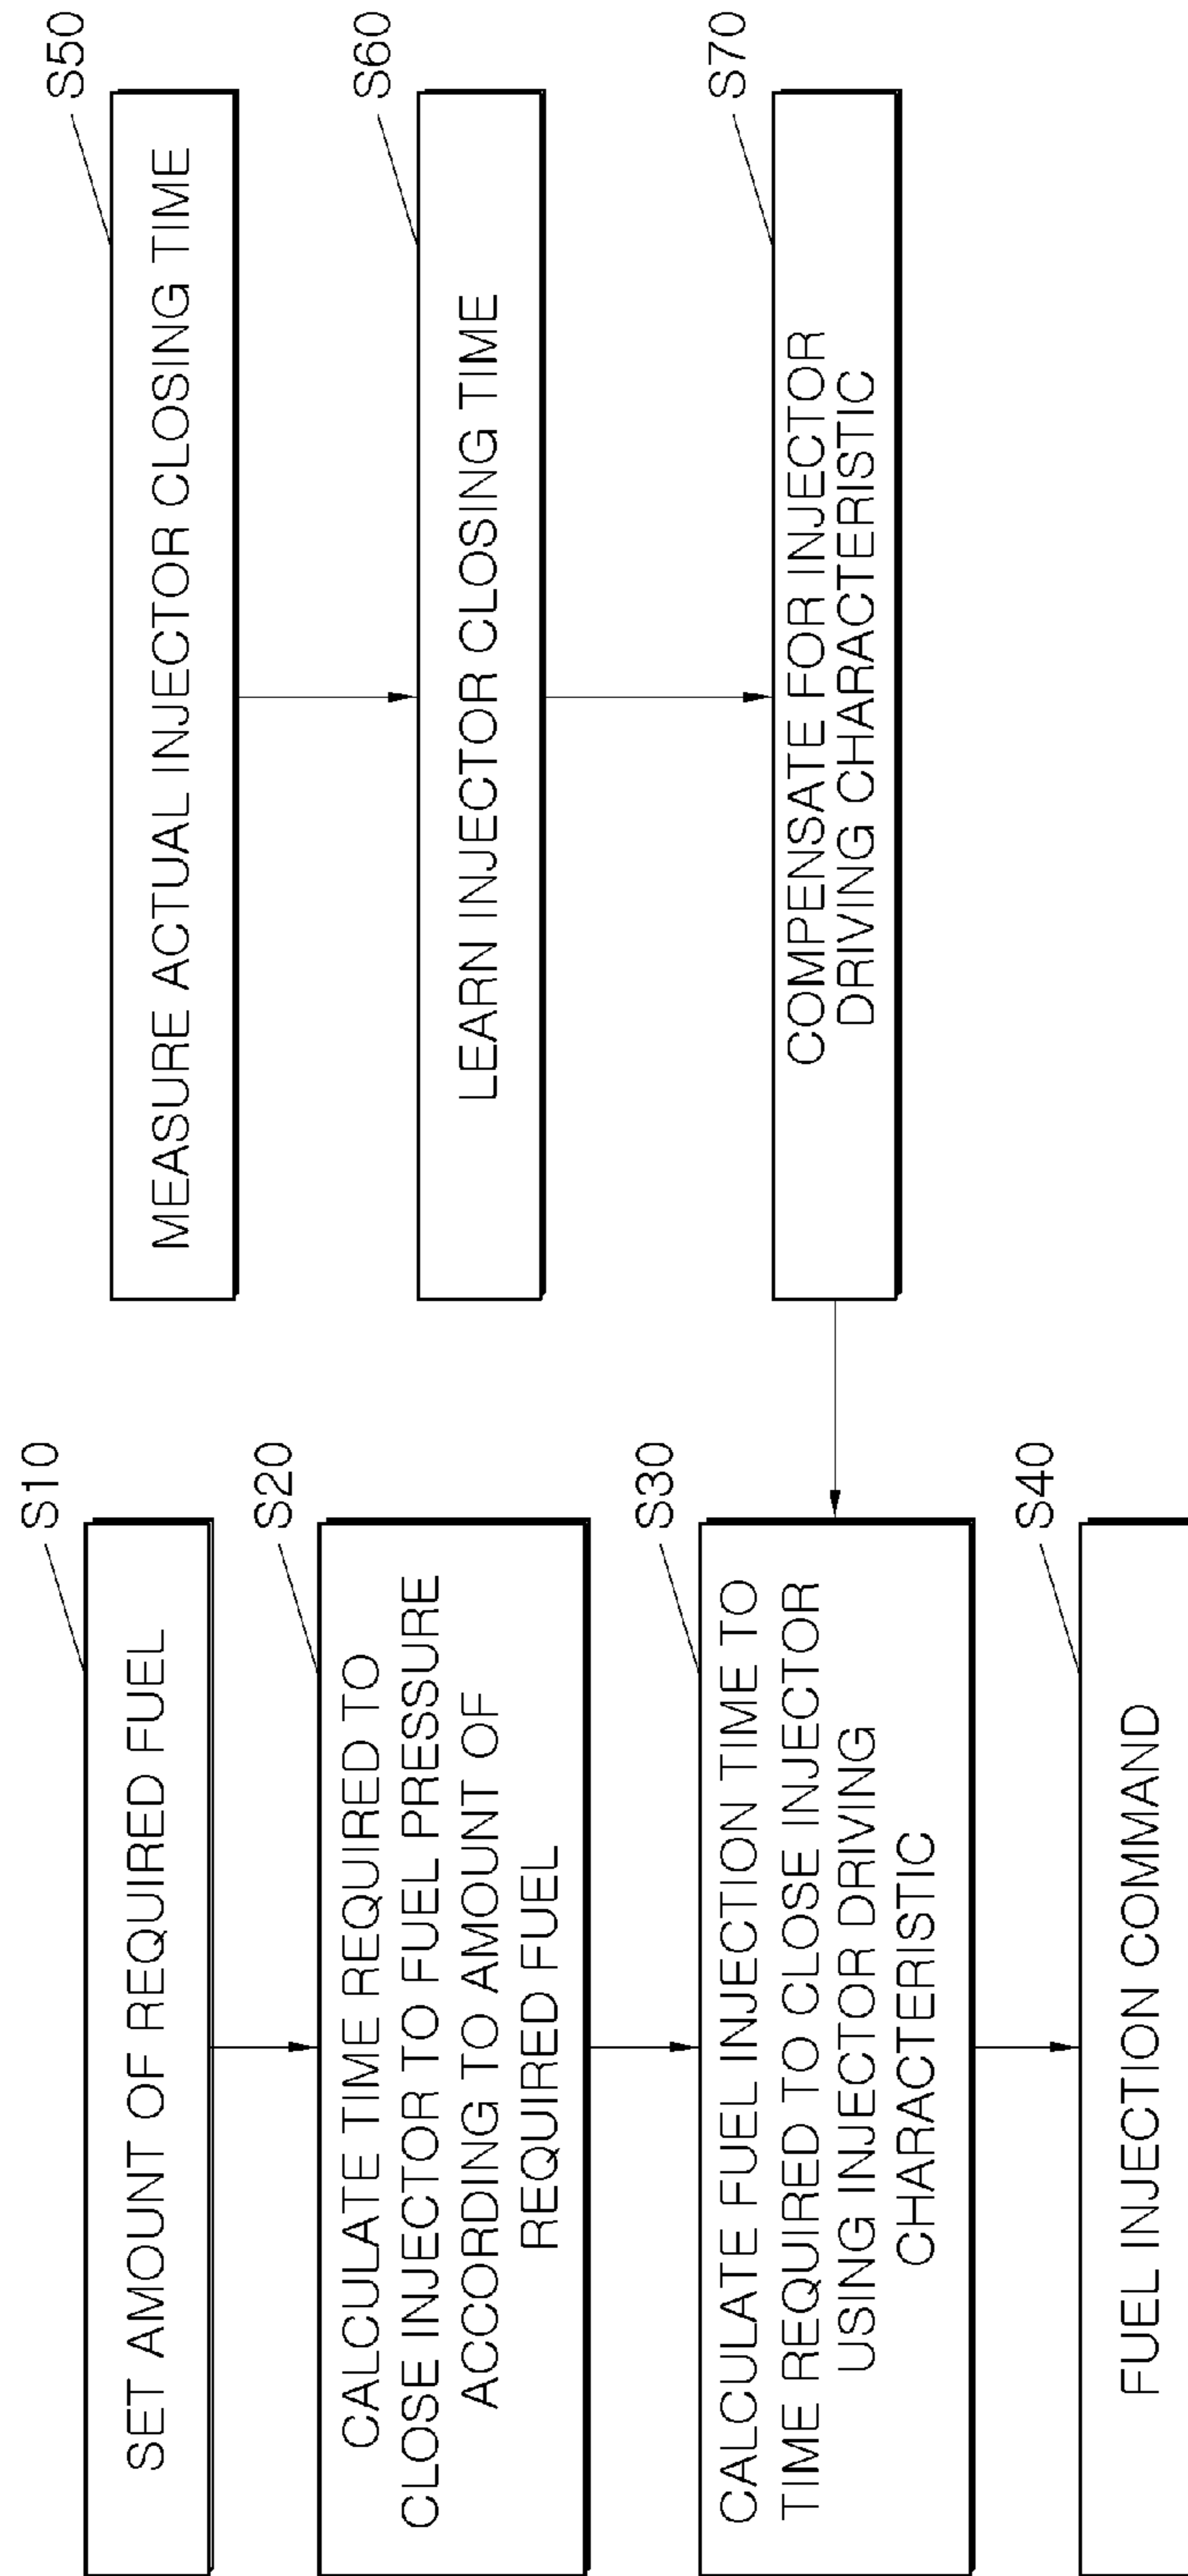 S10
SET AMOUNT OF REQUIRED FUEL
S20
CALCULATE TIME REQUIRED TO
CLOSE INJECTOR TO FUEL PRESSURE
ACCORDING TO AMOUNT OF
REQUIRED FUEL
S30
CALCULATE FUEL INJECTION TIME TO
TIME REQUIRED TO CLOSE INJECTOR
USING INJECTOR DRIVING
CHARACTERISTIC
S40
FUEL INJECTION COMMAND
S50
MEASURE ACTUAL INJECTOR CLOSING TIME
S60
LEARN INJECTOR CLOSING TIME
S70
COMPENSATE FOR INJECTOR
DRIVING CHARACTERISTIC